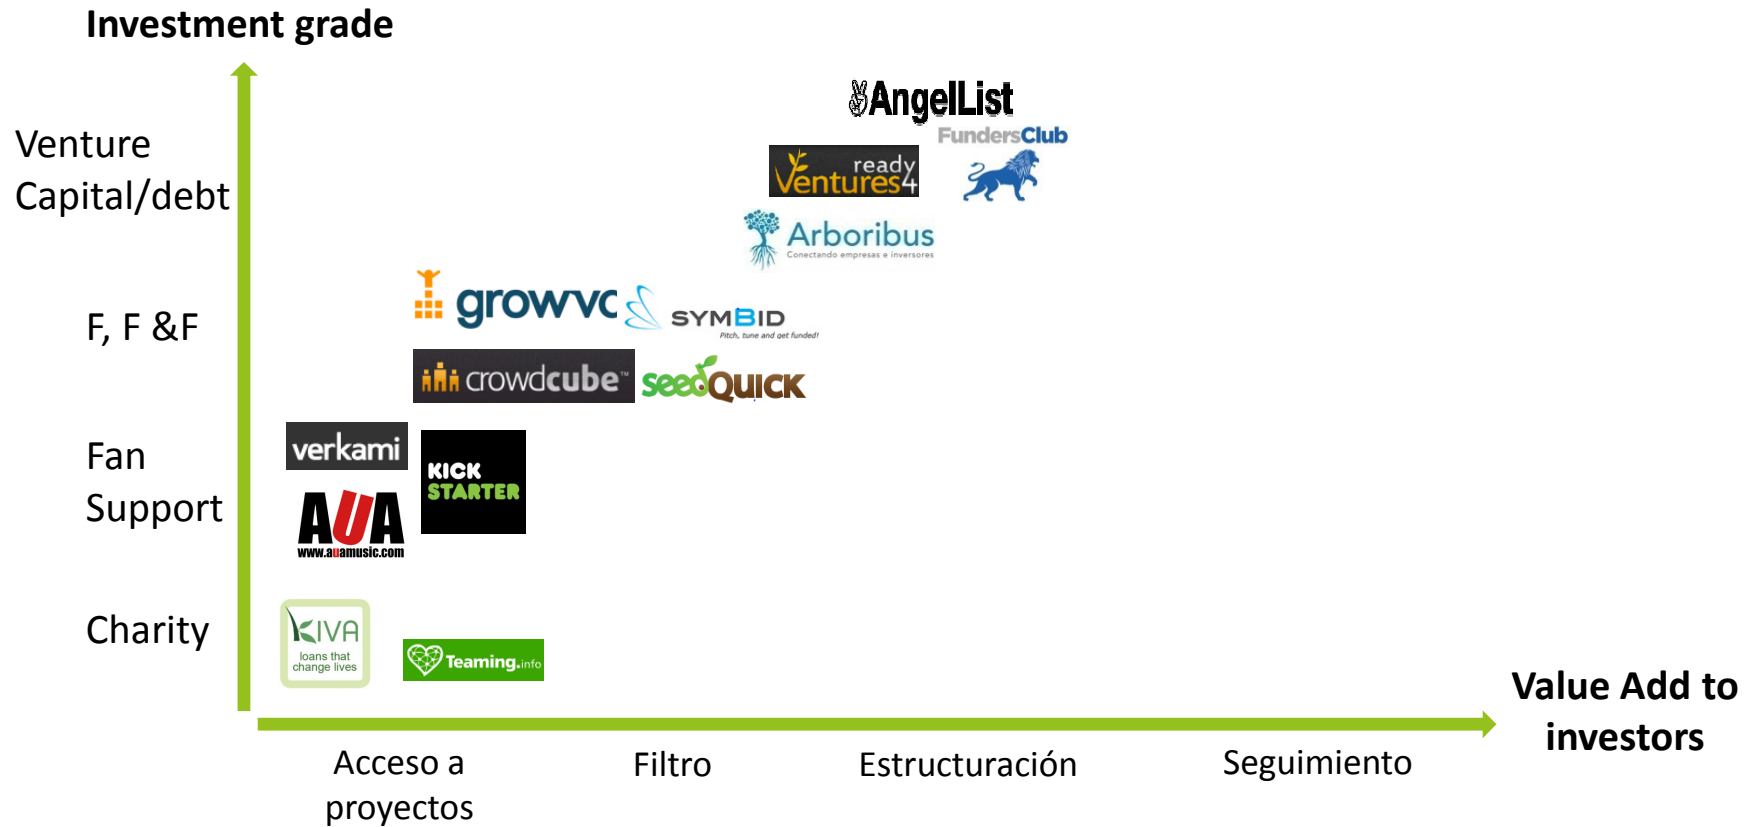 Investment grade
AngelList
FundersClub
Venture
Capital/debt
ready
Ventures4
Arboribus
Conectando empresas e inversores
growvc
SYMBID
Pitch, tune and get funded!
F, F &F
crowdcube™
seedQuick
verkami
Fan
Support
KICK
STARTER
AUA
www.auamusic.com
Charity
KIVA
loans that
change lives
Teaming.info
Value Add to
investors
Acceso a
proyectos
Filtro
Estructuración
Seguimiento